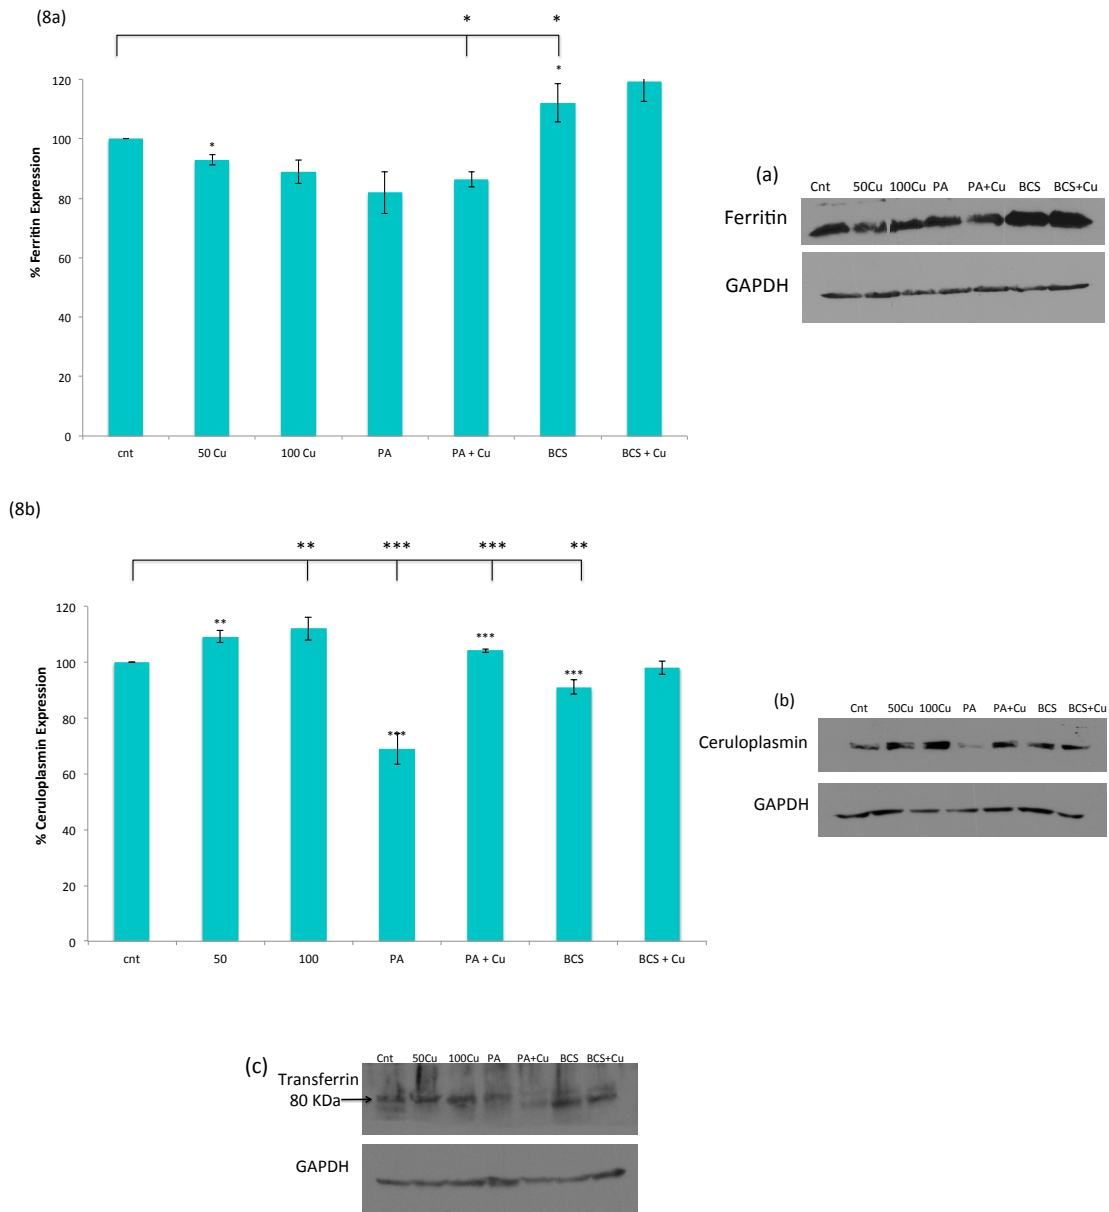 (8a)
* *
% Ferritin Expression
120
100
80
60
40
20
0
*
*
cnt 50 Cu 100 Cu PA PA + Cu BCS BCS + Cu
(a)
Cnt 50Cu 100Cu PA PA+Cu BCS BCS+Cu
Ferritin
GAPDH
(8b)
** *** *** **
% Ceruloplasmin Expression
120
100
80
60
40
20
0
** *** *** ***
cnt 50 100 PA PA + Cu BCS BCS + Cu
(b)
Cnt 50Cu 100Cu PA PA+Cu BCS BCS+Cu
Ceruloplasmin
GAPDH
(c)
Cnt 50Cu 100Cu PA PA+Cu BCS BCS+Cu
Transferrin
80 KDa
GAPDH